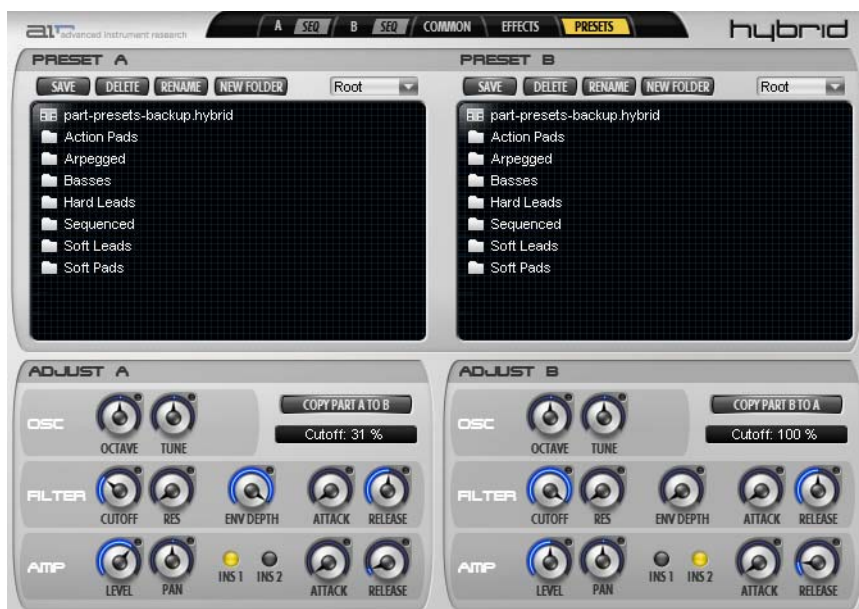 air advanced instrument research
A SEQ B SEQ COMMON EFFECTS PRESETS
hybrid
PRESET A
SAVE DELETE RENAME NEW FOLDER Root
part-presets-backup.hybrid
Action Pads
Arpegged
Basses
Hard Leads
Sequenced
Soft Leads
Soft Pads
PRESET B
SAVE DELETE RENAME NEW FOLDER Root
part-presets-backup.hybrid
Action Pads
Arpegged
Basses
Hard Leads
Sequenced
Soft Leads
Soft Pads
ADJUST A
OSC
OCTAVE TUNE
COPY PART A TO B
Cutoff: 31 %
FILTER
CUTOFF RES ENV DEPTH ATTACK RELEASE
AMP
LEVEL PAN INS 1 INS 2 ATTACK RELEASE
ADJUST B
OSC
OCTAVE TUNE
COPY PART B TO A
Cutoff: 100 %
FILTER
CUTOFF RES ENV DEPTH ATTACK RELEASE
AMP
LEVEL PAN INS 1 INS 2 ATTACK RELEASE